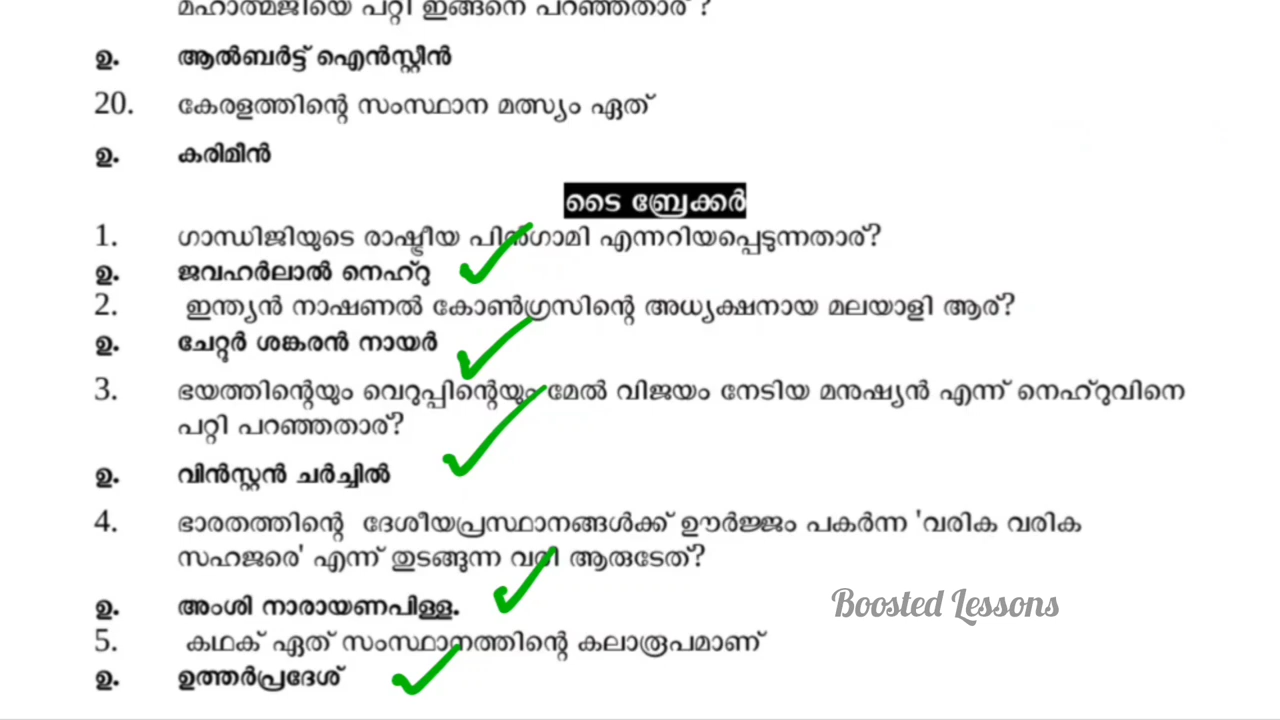 മഹാത്മജിയെ പറ്റി ഇങ്ങനെ പറഞ്ഞതാര് ?
ഉ. ആൽബർട്ട് ഐൻസ്റ്റീൻ
20. കേരളത്തിന്റെ സംസ്ഥാന മത്സ്യം ഏത്
ഉ. കരിമീൻ
ടൈ ബ്രേക്കർ
1. ഗാന്ധിജിയുടെ രാഷ്ട്രീയ പിൻഗാമി എന്നറിയപ്പെടുന്നതാര്?
ഉ. ജവഹർലാൽ നെഹ്റു
2. ഇന്ത്യൻ നാഷണൽ കോൺഗ്രസിന്റെ അധ്യക്ഷനായ മലയാളി ആര്?
ഉ. ചേറ്റൂർ ശങ്കരൻ നായർ
3. ഭയത്തിന്റെയും വെറുപ്പിന്റെയും മേൽ വിജയം നേടിയ മനുഷ്യൻ എന്ന് നെഹ്റുവിനെ
പറ്റി പറഞ്ഞതാര്?
ഉ. വിൻസ്റ്റൻ ചർച്ചിൽ
4. ഭാരതത്തിന്റെ ദേശീയപ്രസ്ഥാനങ്ങൾക്ക് ഊർജ്ജം പകർന്ന 'വരിക വരിക
സഹജരെ' എന്ന് തുടങ്ങുന്ന വരി ആരുടേത്?
ഉ. അംശി നാരായണപിള്ള.
5. കഥക് ഏത് സംസ്ഥാനത്തിന്റെ കലാരൂപമാണ്
ഉ. ഉത്തർപ്രദേശ്
Boosted Lessons